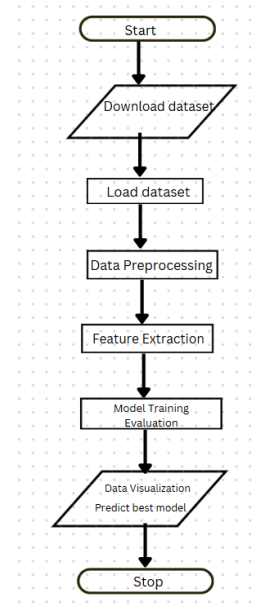 Start
Download dataset
Load dataset
Data Preprocessing
Feature Extraction
Model Training
Evaluation
Data Visualization
Predict best model
Stop